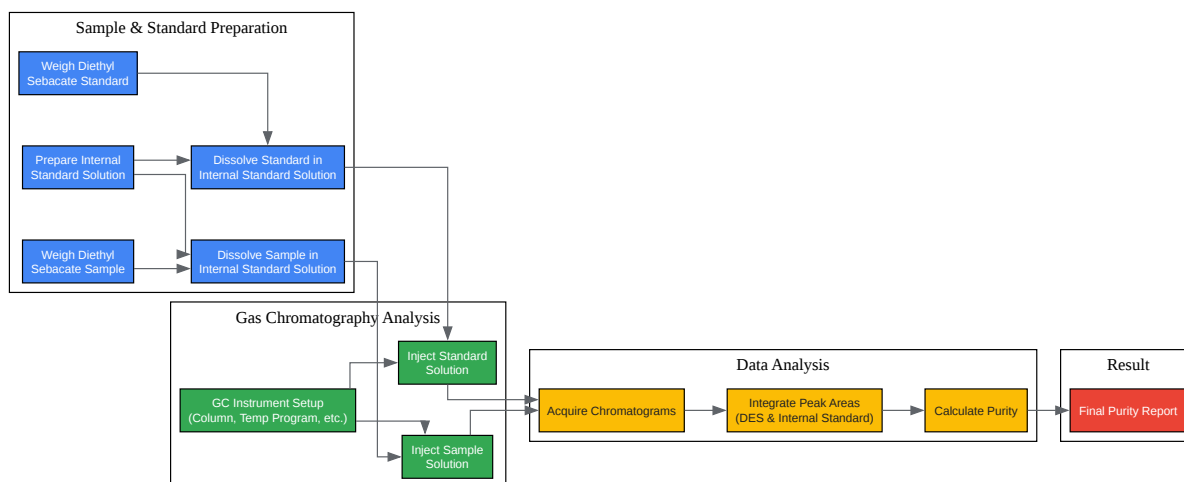 Sample & Standard Preparation
Weigh Diethyl
Sebacate Standard
Prepare Internal
Standard Solution
Dissolve Standard in
Internal Standard Solution
Weigh Diethyl
Sebacate Sample
Dissolve Sample in
Internal Standard Solution
Gas Chromatography Analysis
Inject Standard
Solution
GC Instrument Setup
(Column, Temp Program, etc.)
Inject Sample
Solution
Data Analysis
Acquire Chromatograms
Integrate Peak Areas
(DES & Internal Standard)
Calculate Purity
Result
Final Purity Report